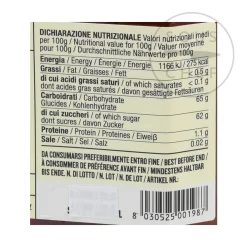 DICHIARAZIONE NUTRIZIONALE Valori nutrizionali medi
per 100g / Nutritional value for 100g / Valeur moyenne
pour 100g / Durchschnittliche Nährwerte pro 100g
Energia / Energy / Énergie / Energie 1166 kJ / 275 kcal
Grassi / Fat / Graisses / Fett < 0.5 g
di cui acidi grassi saturi / of which saturates / < 0.1 g
dont acides gras saturés / davon gesättigte Fettsäuren
Carboidrati / Carbohydrate 65 g
Glucides / Kohlenhydrate
di cui zuccheri / of which sugar 62 g
dont sucres / davon Zucker
Proteine / Protein / Protéines / Eiweiß 1.1 g
Sale / Salt / Sel / Salz 0.02 g
DA CONSUMARSI PREFERIBILMENTE ENTRO FINE / BEST BEFORE END /
À CONSOMMER DE PRÉFÉRENCE AVANT FIN / MINDESTENS HALTBAR
BIS ENDE. N. DI LOTTO / N. LOT / N. DE LOT /
ARTIKEL NR.:
8 030525 001987